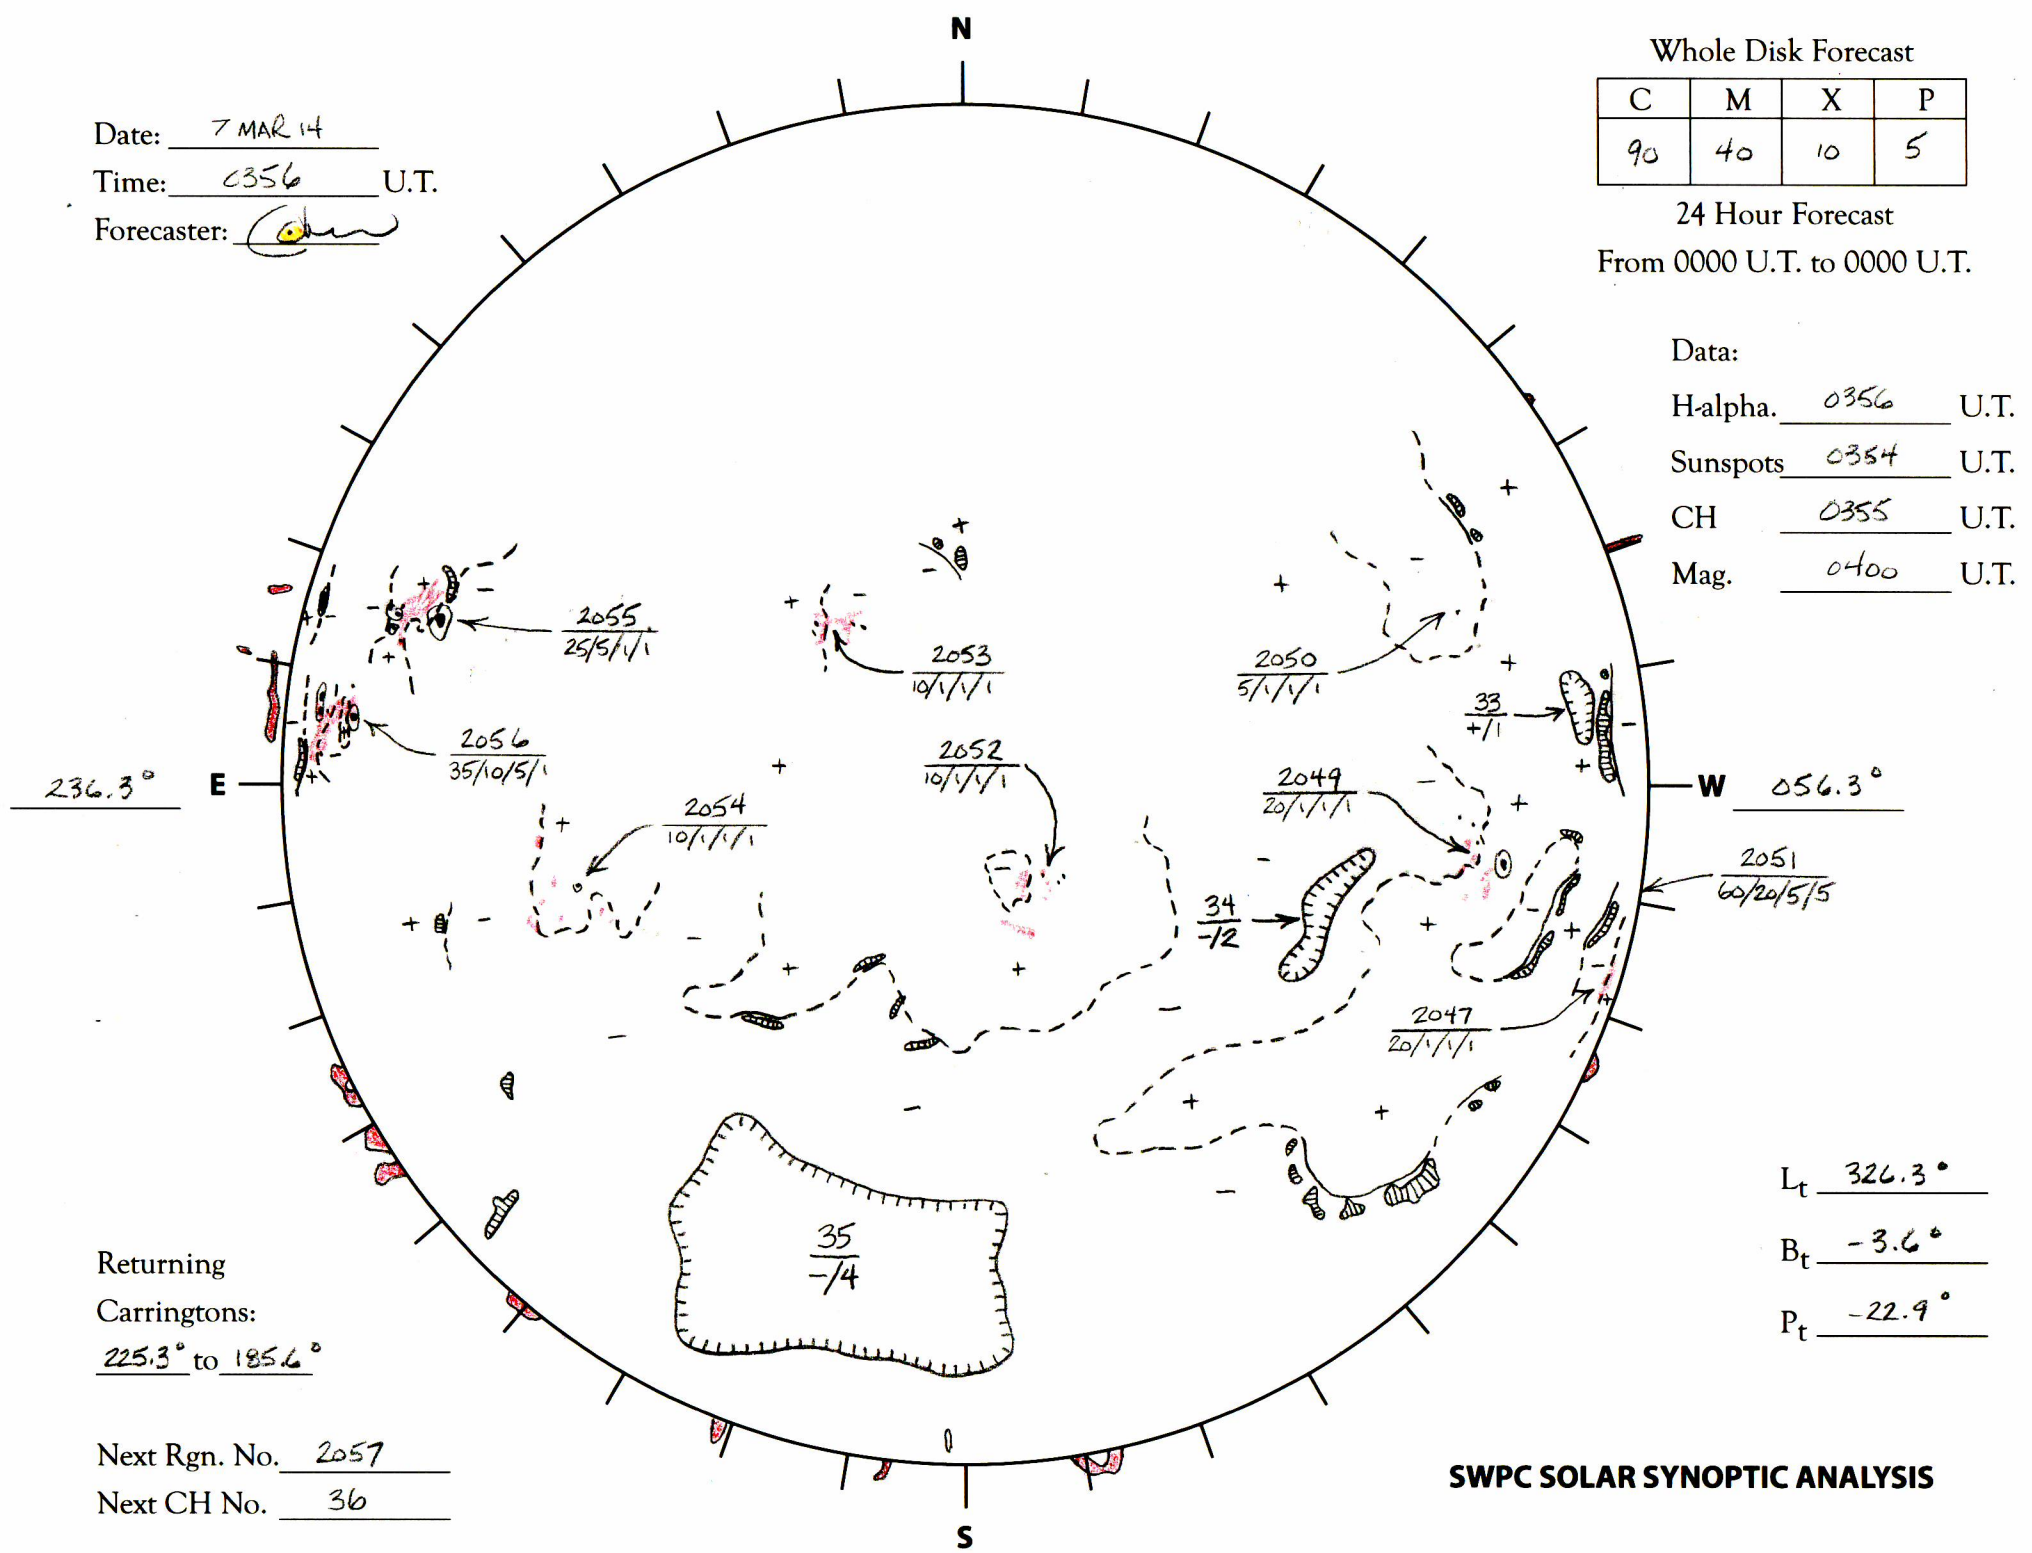 N
Date: 7 MAR 14
Time: 0356 U.T.
Forecaster:
Whole Disk Forecast
C M X P
90 40 10 5
24 Hour Forecast
From 0000 U.T. to 0000 U.T.
Data:
H-alpha. 0356 U.T.
Sunspots 0354 U.T.
CH 0355 U.T.
Mag. 0400 U.T.
2055
25/5/1/1
2053
10/1/1/1
2050
5/1/1/1
33
+/1
2056
35/10/5/1
2052
10/1/1/1
2049
20/1/1/1
236.3° E
W 056.3°
2054
10/1/1/1
2051
60/20/5/5
34
-/2
2047
20/1/1/1
35
-/4
Lt 326.3°
Bt -3.6°
Pt -22.9°
Returning
Carringtons:
225.3° to 185.6°
Next Rgn. No. 2057
Next CH No. 36
SWPC SOLAR SYNOPTIC ANALYSIS
S